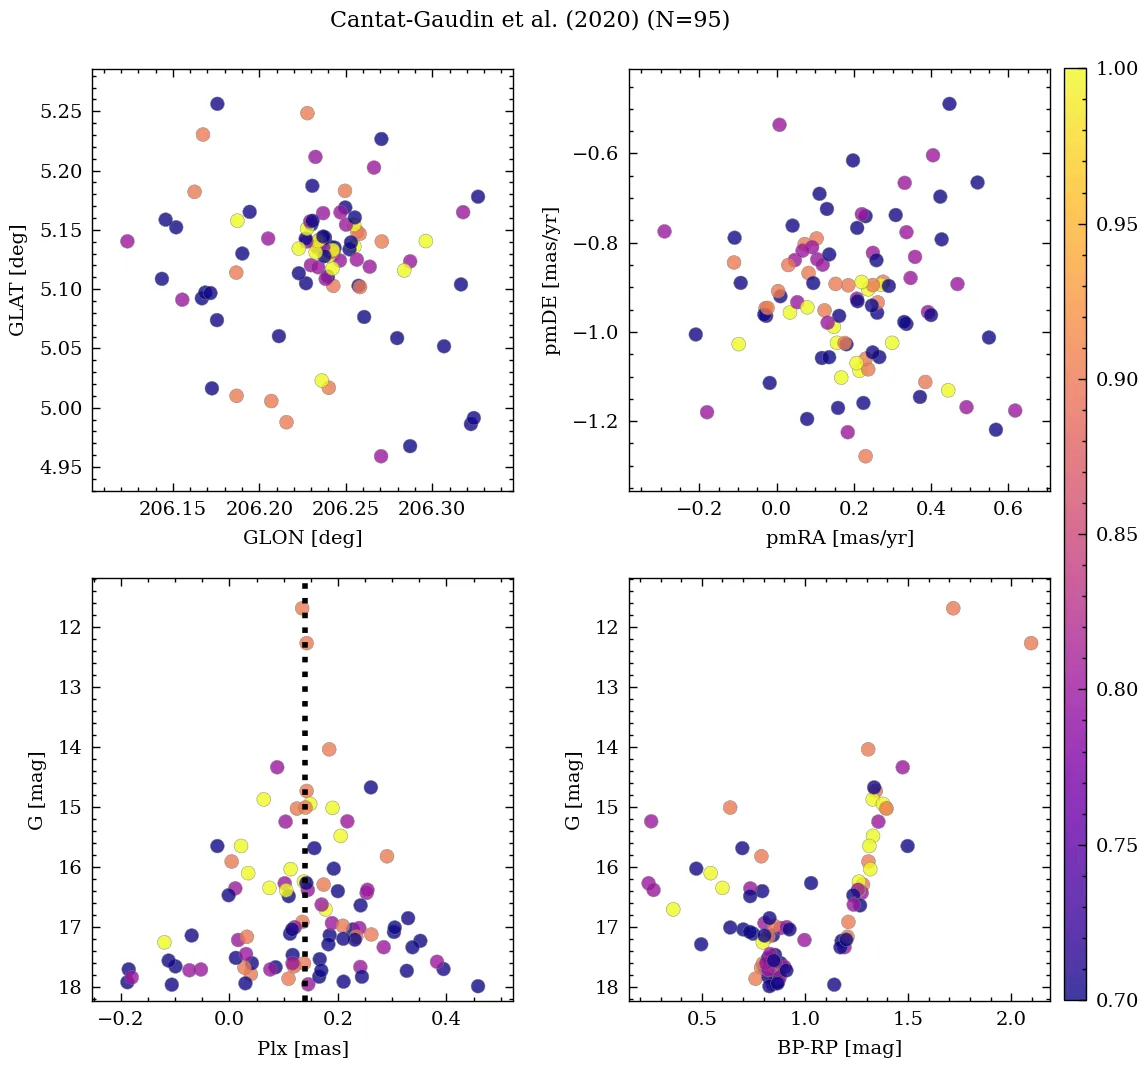 Cantat-Gaudin et al. (2020) (N=95)
5.25
5.20
5.15
5.10
5.05
5.00
4.95
GLAT [deg]
206.15 206.20 206.25 206.30
GLON [deg]
−0.6
−0.8
−1.0
−1.2
pmDE [mas/yr]
−0.2 0.0 0.2 0.4 0.6
pmRA [mas/yr]
1.00
0.95
0.90
0.85
0.80
0.75
0.70
12
13
14
15
16
17
18
G [mag]
−0.2 0.0 0.2 0.4
Plx [mas]
12
13
14
15
16
17
18
G [mag]
0.5 1.0 1.5 2.0
BP-RP [mag]